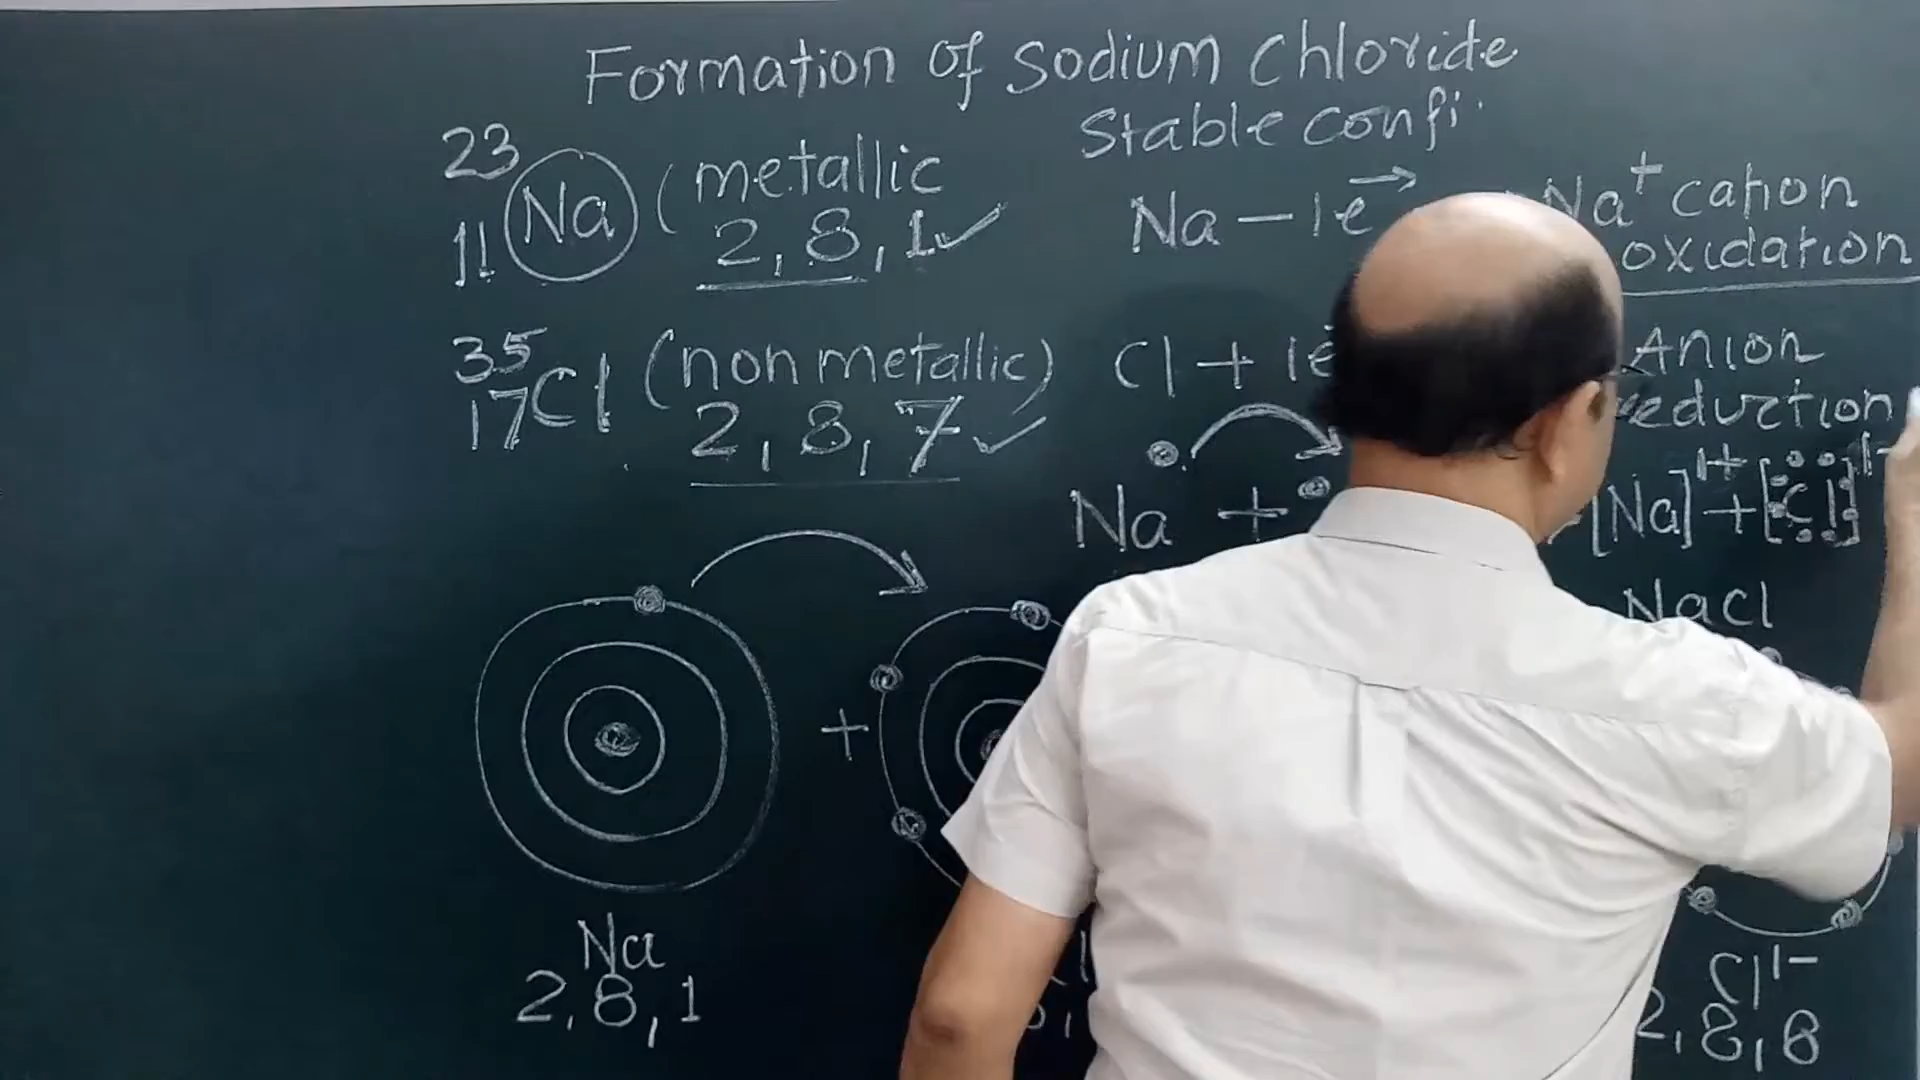 Formation of Sodium Chloride
Stable Confi.
23
11 Na ( metallic
2, 8, 1
Na – 1e → Na+ cation
oxidation
35
17 Cl (non metallic)
2, 8, 7
Cl + 1e Anion
reduction
Na + [Na]1+ + [Cl]1-
NaCl
+
Na
2, 8, 1
Cl1-
2, 8, 8